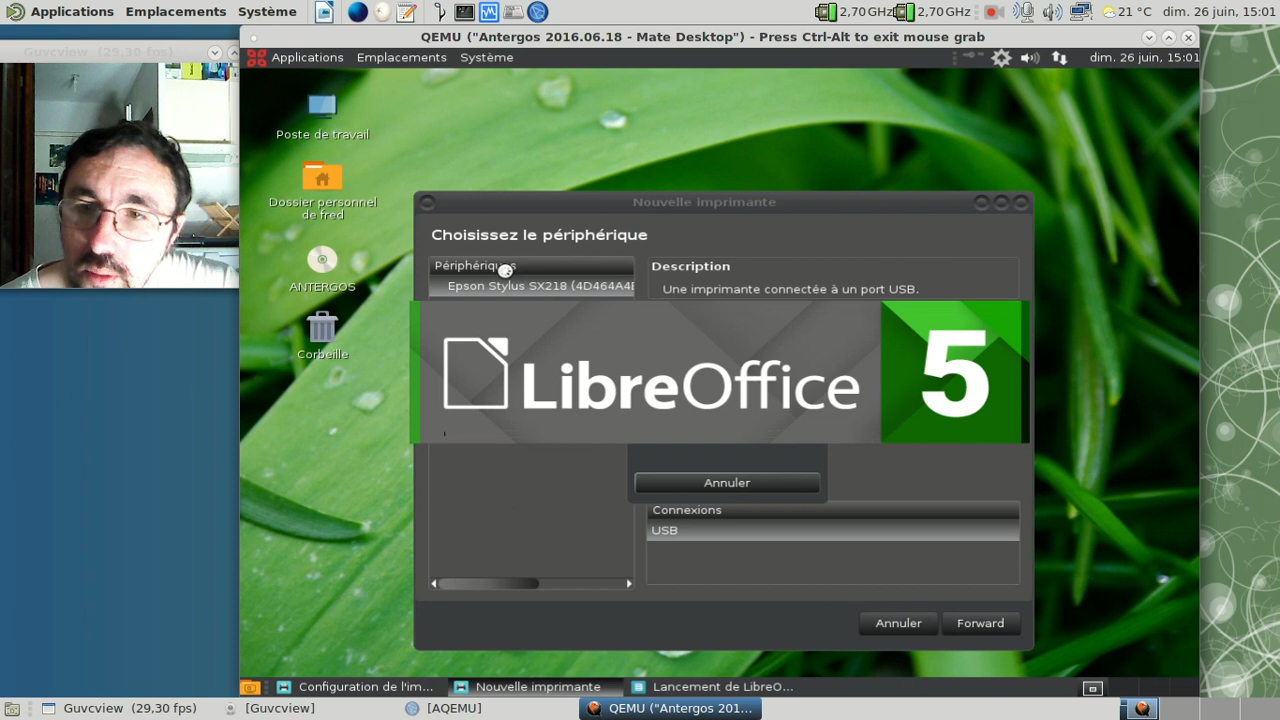 Applications Emplacements Système 2,70 GHz 2,70 GHz 21 °C dim. 26 juin, 15:01
Guvcview (29,30 fps)
QEMU ("Antergos 2016.06.18 - Mate Desktop") - Press Ctrl-Alt to exit mouse grab
Applications Emplacements Système dim. 26 juin, 15:01
Poste de travail
Dossier personnel
de fred
ANTERGOS
Corbeille
Nouvelle imprimante
Choisissez le périphérique
Périphériques
Epson Stylus SX218 (4D464A4E
Description
Une imprimante connectée à un port USB.
LibreOffice 5
Annuler
Connexions
USB
Annuler Forward
Configuration de l'im... Nouvelle imprimante Lancement de LibreO...
Guvcview (29,30 fps) [Guvcview] [AQEMU] QEMU ("Antergos 201...